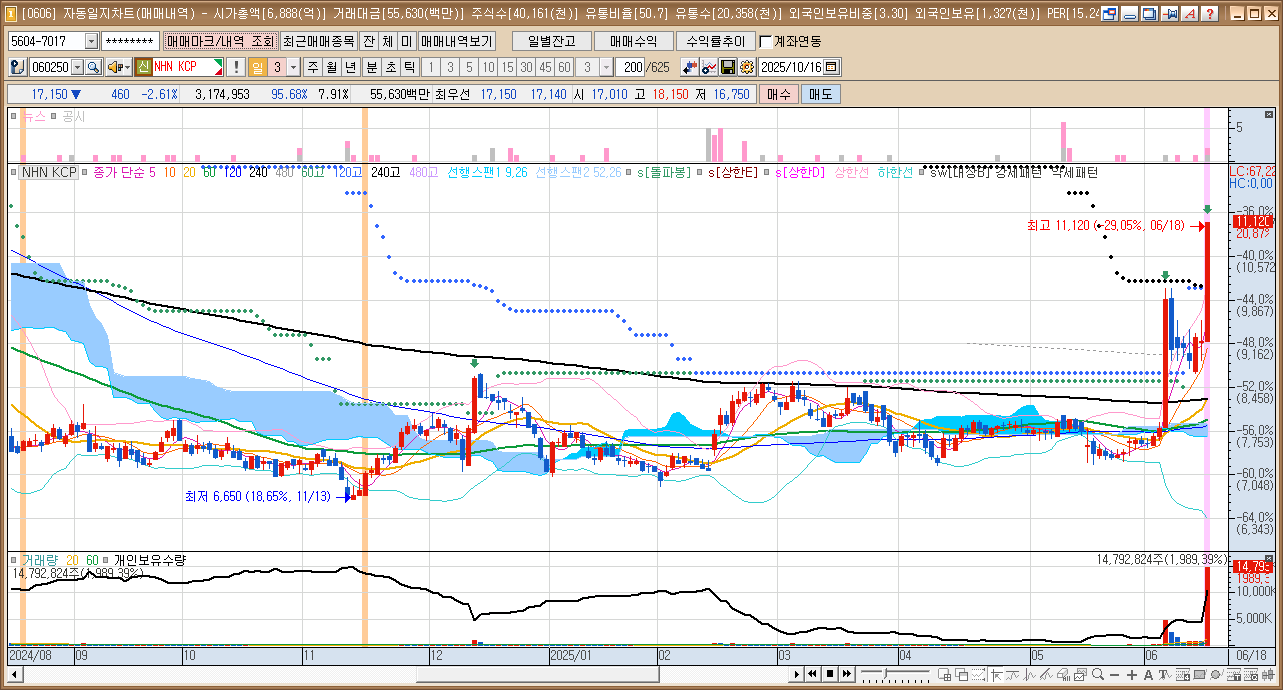 [0606] 자동일지차트(매매내역) - 시가총액[6,888(억)] 거래대금[55,630(백만)] 주식수[40,161(천)] 유통비율[50.7] 유통수[20,358(천)] 외국인보유비중[3.30] 외국인보유[1,327(천)] PER[15.24
5604-7017 ******** 매매마크/내역 조회 최근매매종목 잔 체 미 매매내역보기 일별잔고 매매수익 수익률추이 계좌연동
060250 신 NHN KCP ! 일 3 주 월 년 분 초 틱 1 3 5 10 15 30 45 60 3 200 /625 2025/10/16
17,150 ▼ 460 -2.61% 3,174,953 95.68% 7.91% 55,630백만 최우선 17,150 17,140 시 17,010 고 18,150 저 16,750 매수 매도
뉴스 공시
5
NHN KCP 종가 단순 5 10 20 60 120 240 480 60고 120고 240고 480고 선행스팬1 9,26 선행스팬2 52,26 s[돌파봉] s[상한E] s[상한D] 상한선 하한선
LC:67,22
HC:0,00
-36,0%
최고 11,120 (-29,05%, 06/18)
11,120
20,87%
-40,0%
(10,572
-44,0%
(9,867)
-48,0%
(9,162)
-52,0%
(8,458)
-56,0%
(7,753)
-60,0%
(7,048)
-64,0%
(6,343)
최저 6,650 (18,65%, 11/13)
거래량 20 60 개인보유수량
14,792,824주(1,989,39%)
14,792,824주(1,989,39%)
14,79
1989,
10,000K
5,000K
2024/08 09 10 11 12 2025/01 02 03 04 05 06 06/18